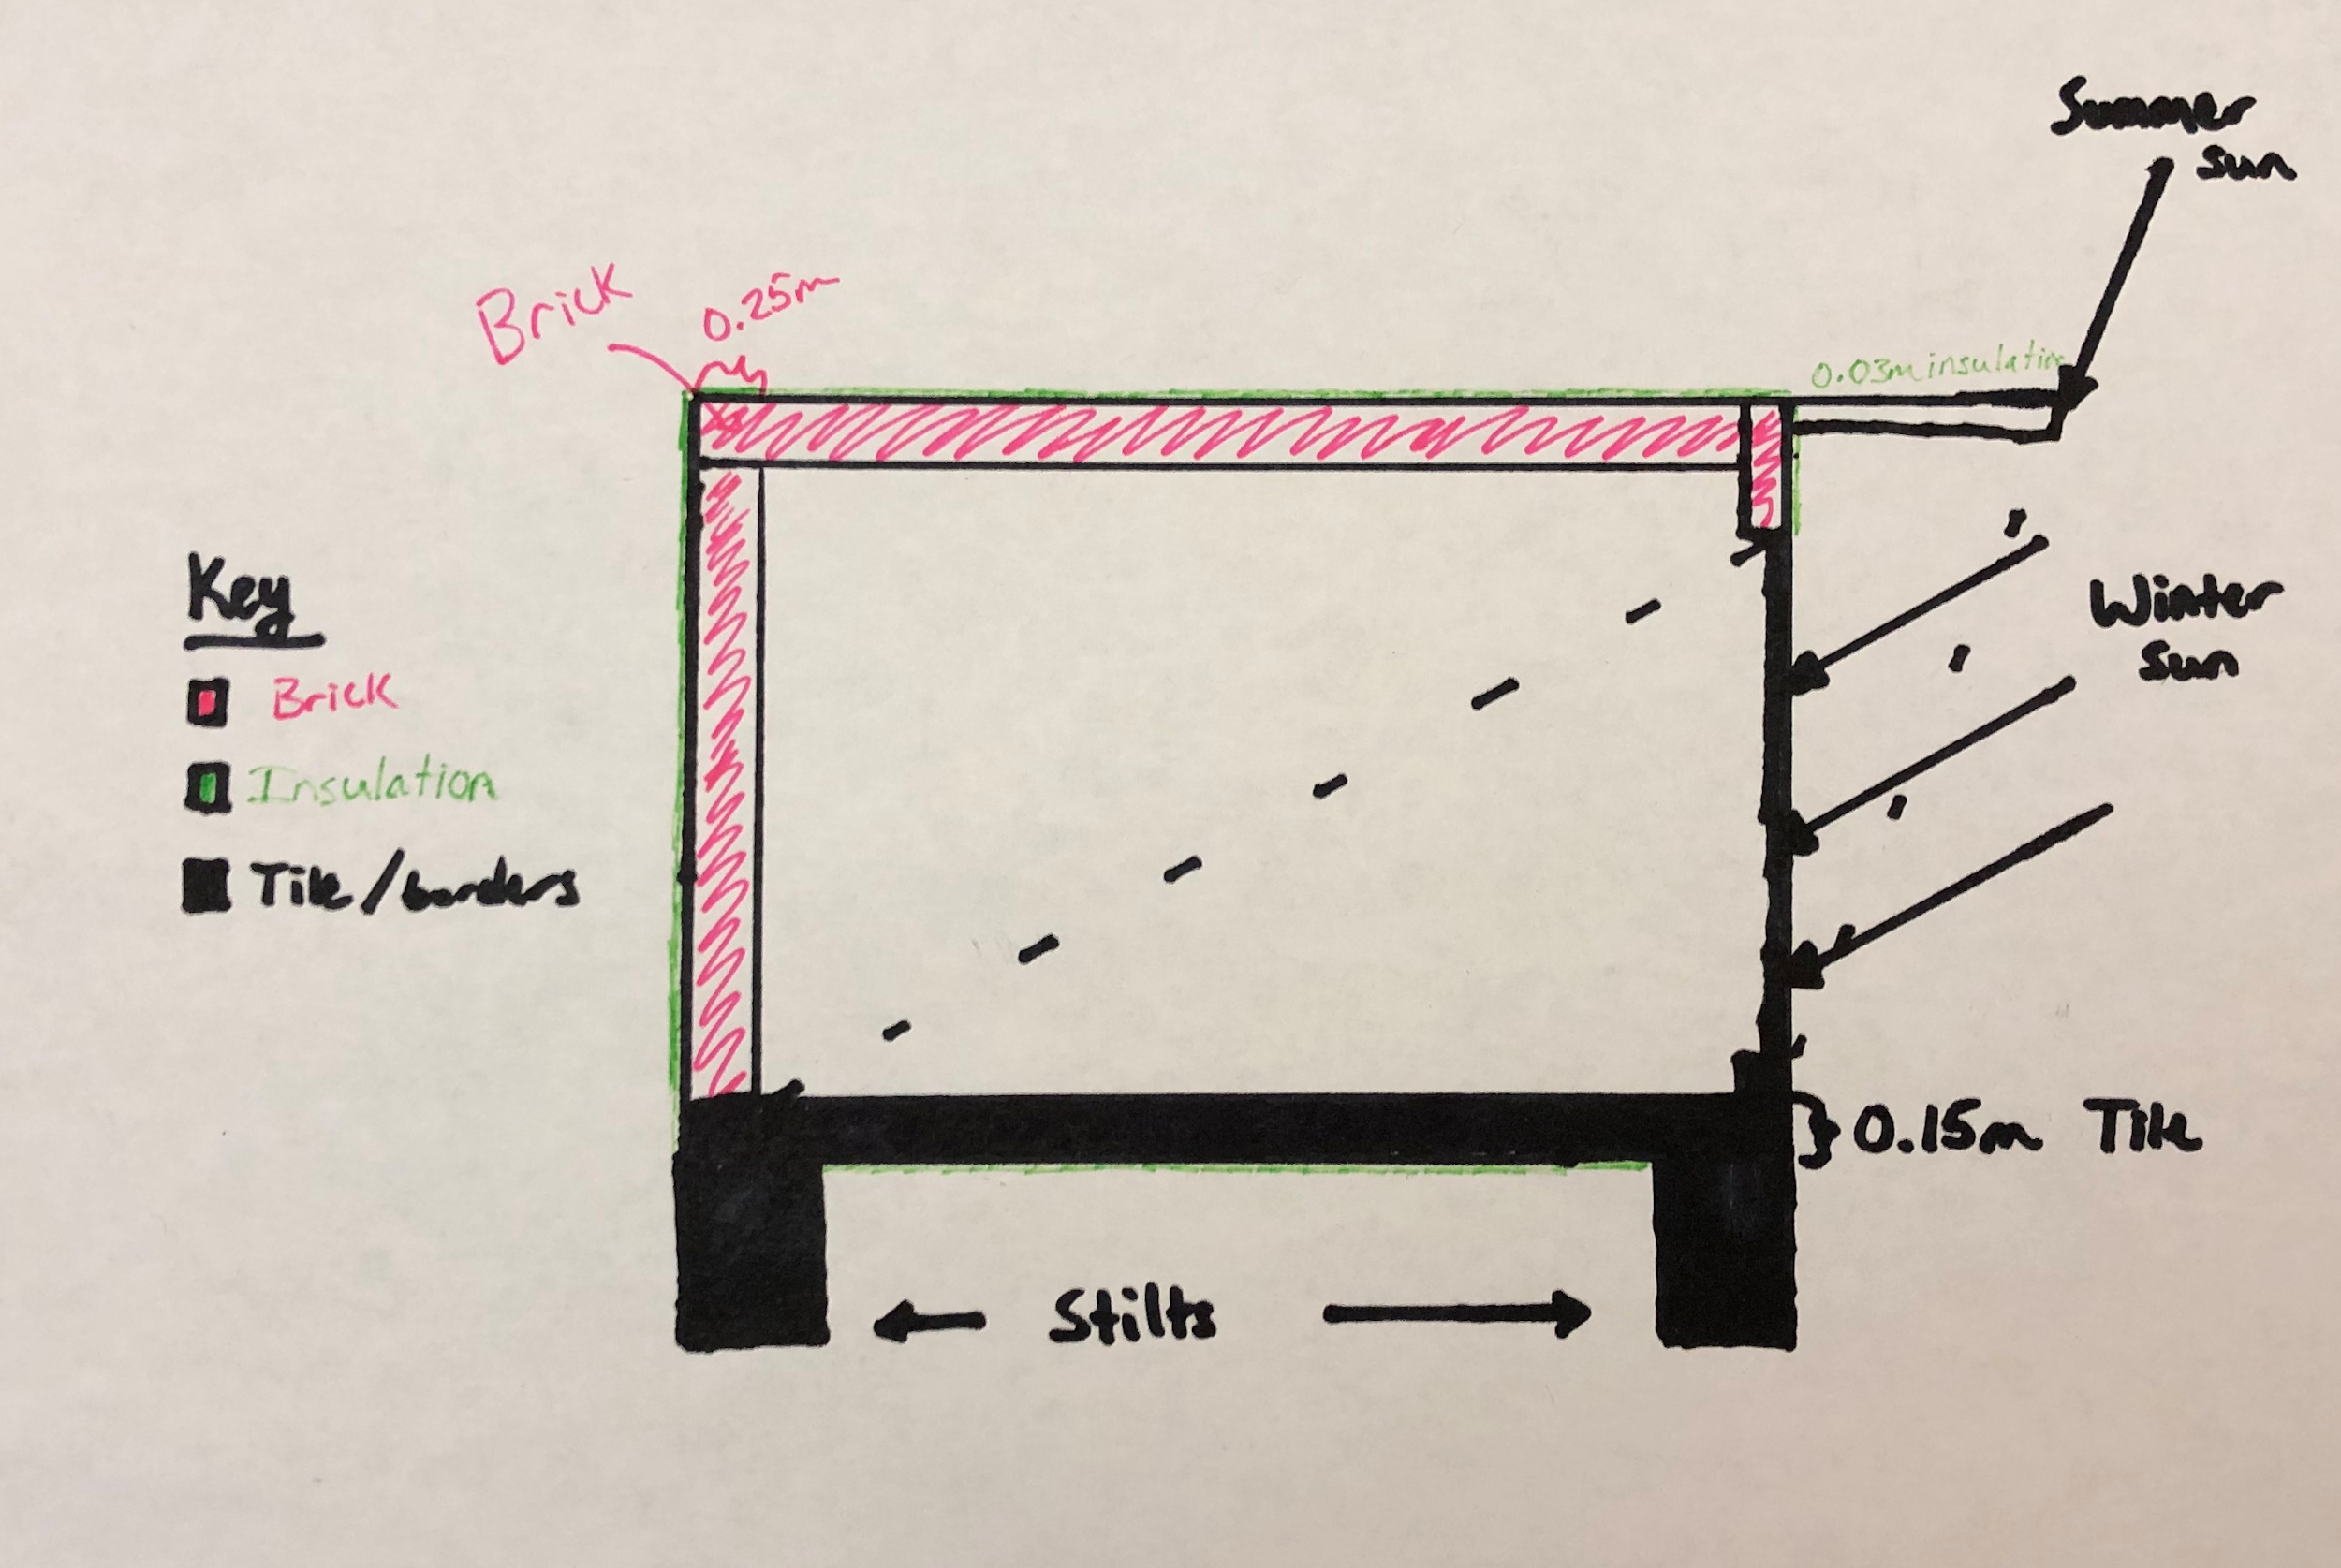 Summer
sun
Brick
0.25m
0.03m insulation
Key
Brick
Insulation
Tile/borders
Winter
sun
0.15m Tile
Stilts